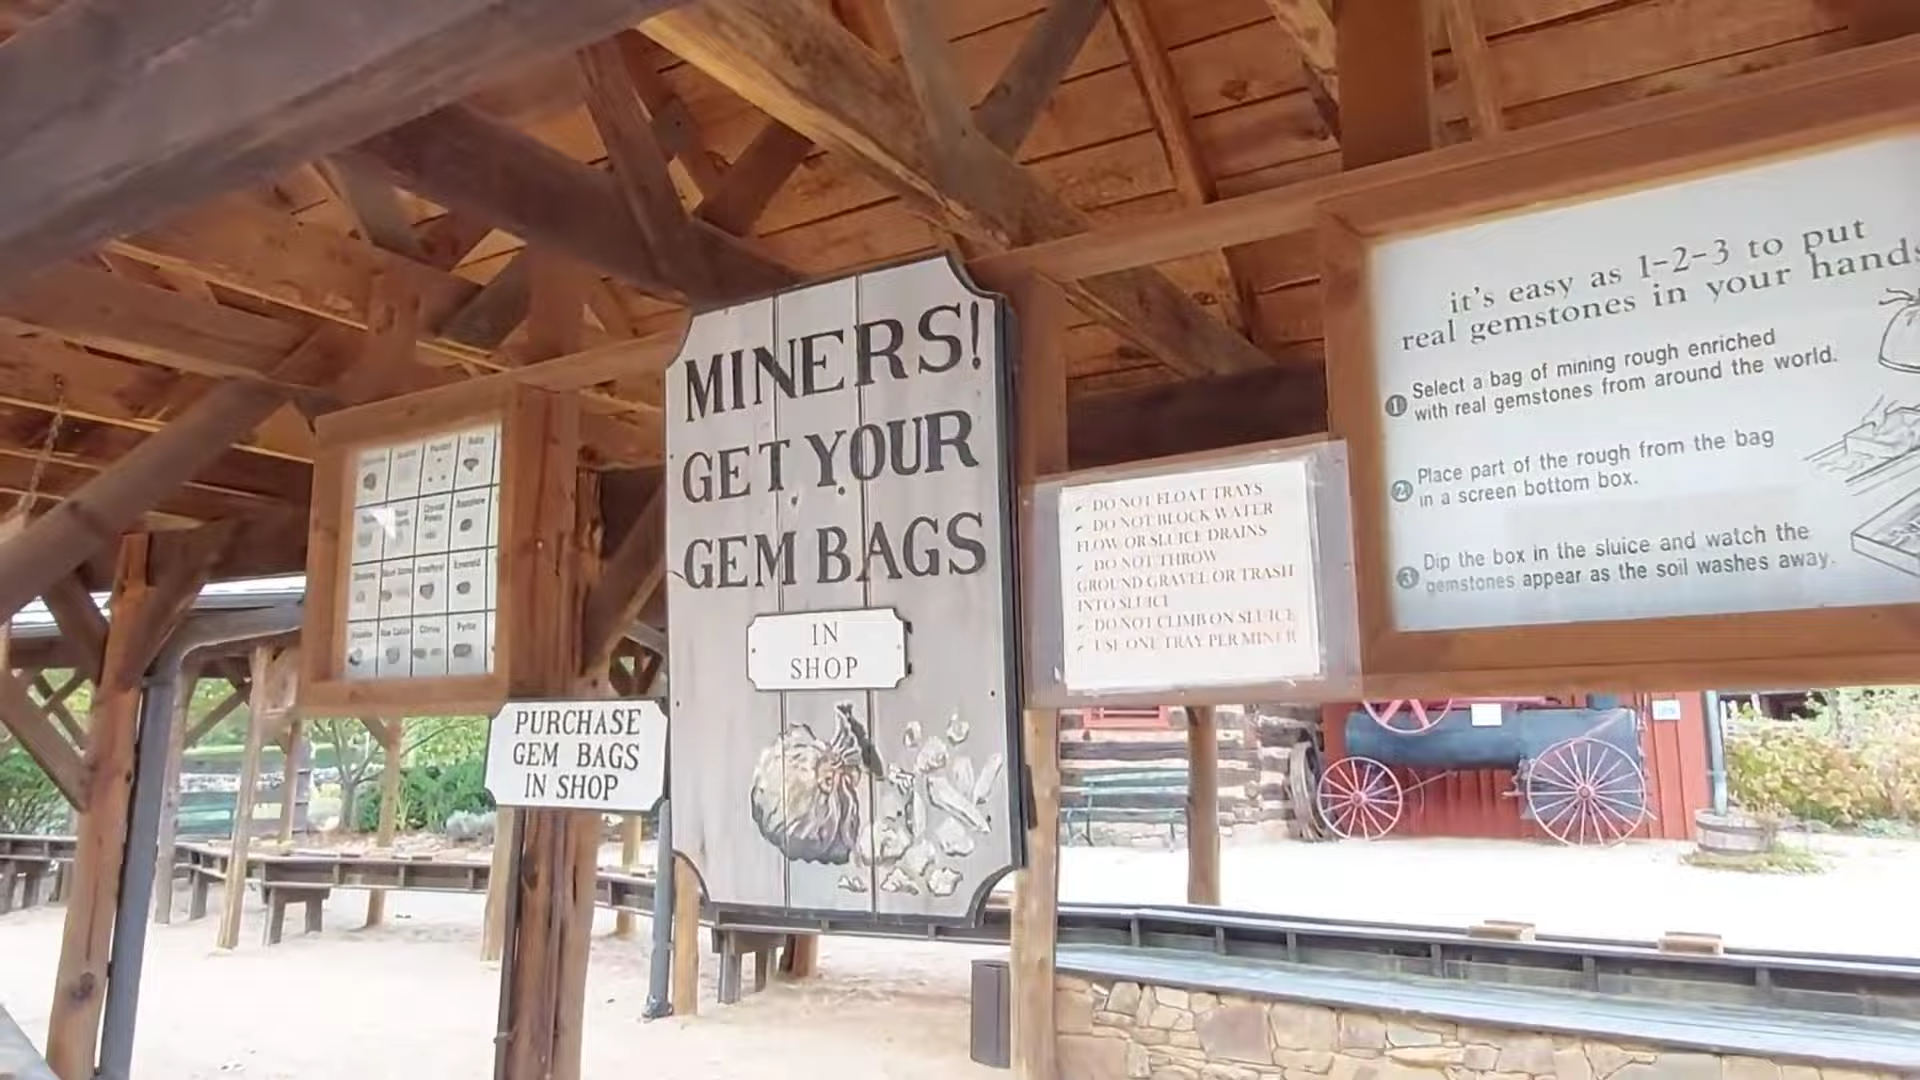 MINERS!
GET YOUR
GEM BAGS
IN
SHOP
PURCHASE
GEM BAGS
IN SHOP
DO NOT FLOAT TRAYS
DO NOT BLOCK WATER
FLOW OR SLUICE DRAINS
DO NOT THROW
GROUND GRAVEL OR TRASH
INTO SLUICE
DO NOT CLIMB ON SLUICE
USE ONE TRAY PER MINER
it's easy as 1-2-3 to put
real gemstones in your hands
1 Select a bag of mining rough enriched
with real gemstones from around the world.
2 Place part of the rough from the bag
in a screen bottom box.
3 Dip the box in the sluice and watch the
gemstones appear as the soil washes away.
Emerald
Pyrite